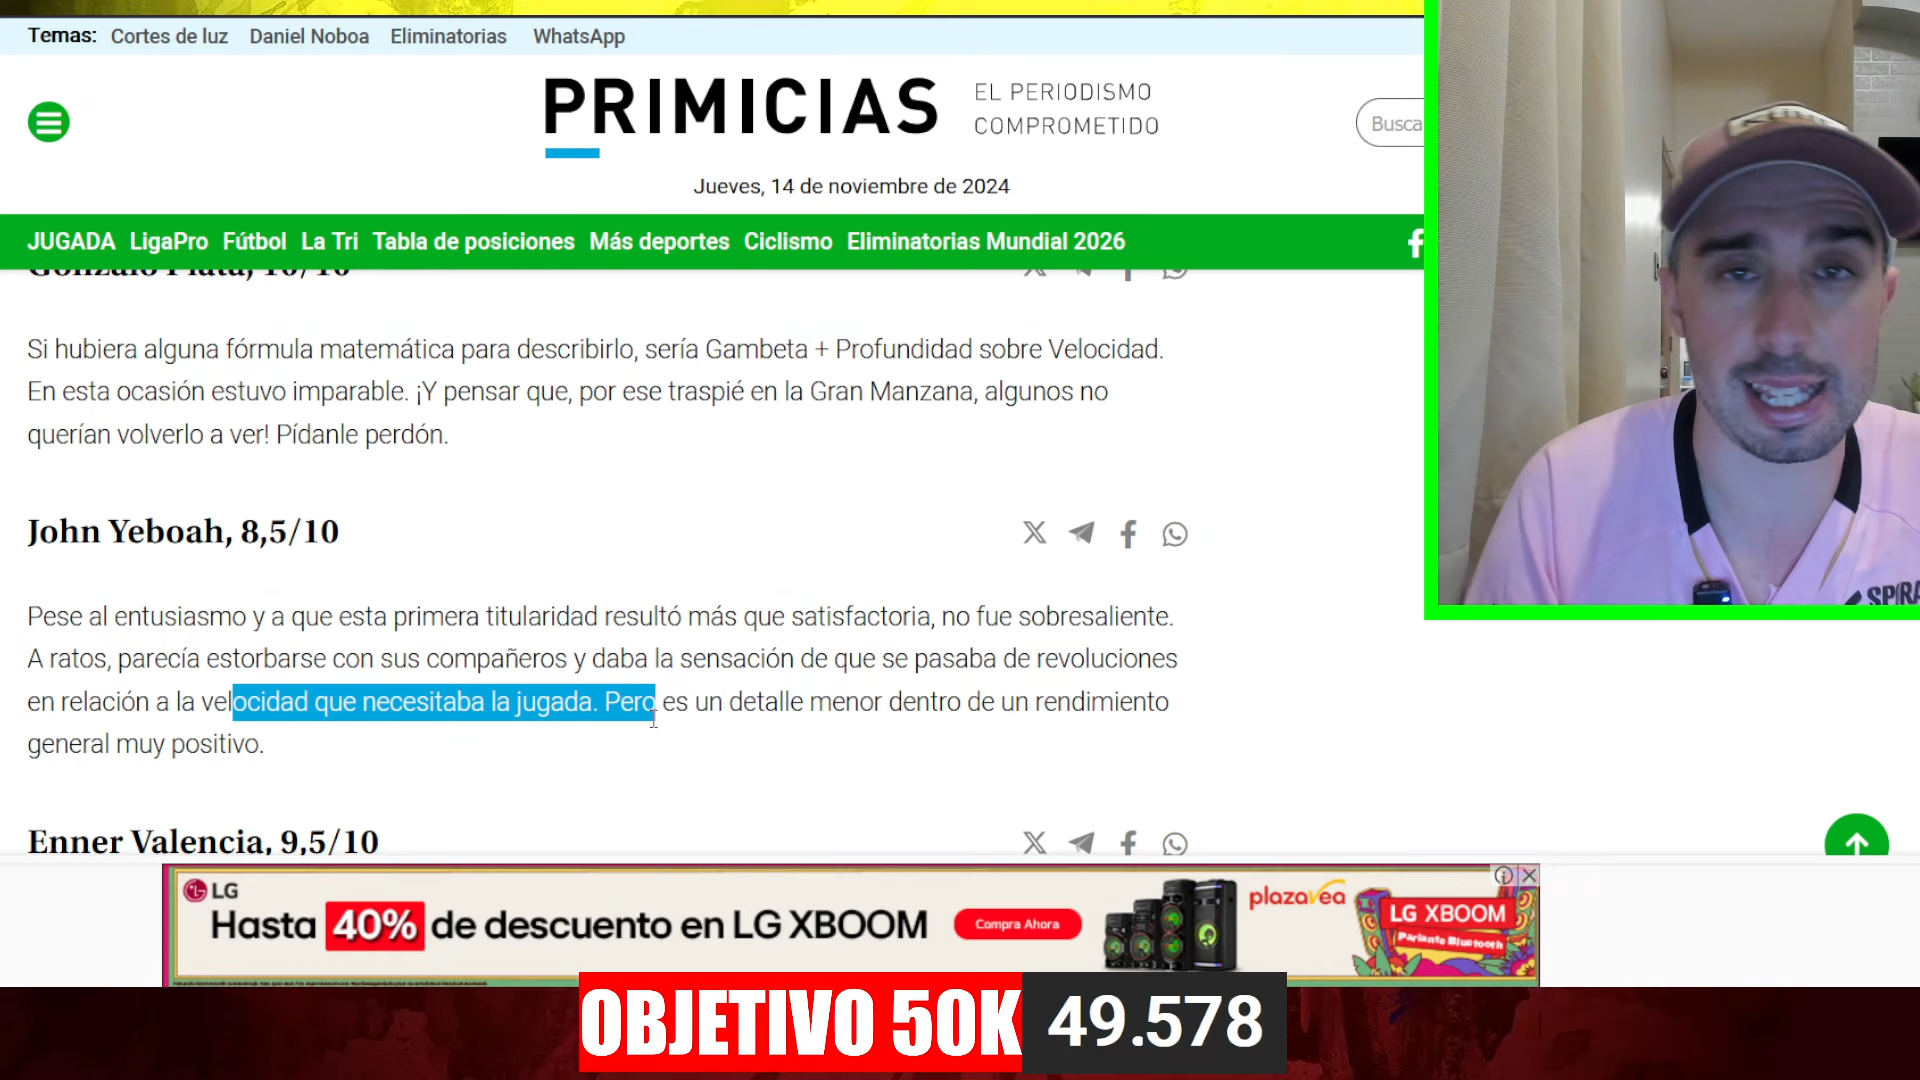 Temas: Cortes de luz Daniel Noboa Eliminatorias WhatsApp
PRIMICIAS
EL PERIODISMO
COMPROMETIDO
Busca
Jueves, 14 de noviembre de 2024
JUGADA LigaPro Fútbol La Tri Tabla de posiciones Más deportes Ciclismo Eliminatorias Mundial 2026
Gonzalo Plata, 10/10
Si hubiera alguna fórmula matemática para describirlo, sería Gambeta + Profundidad sobre Velocidad.
En esta ocasión estuvo imparable. ¡Y pensar que, por ese traspié en la Gran Manzana, algunos no
querían volverlo a ver! Pídanle perdón.
John Yeboah, 8,5/10
Pese al entusiasmo y a que esta primera titularidad resultó más que satisfactoria, no fue sobresaliente.
A ratos, parecía estorbarse con sus compañeros y daba la sensación de que se pasaba de revoluciones
en relación a la velocidad que necesitaba la jugada. Pero es un detalle menor dentro de un rendimiento
general muy positivo.
Enner Valencia, 9,5/10
LG
Hasta 40% de descuento en LG XBOOM
Compra Ahora
plazavea
LG XBOOM
Parlante Bluetooth
OBJETIVO 50K 49.578